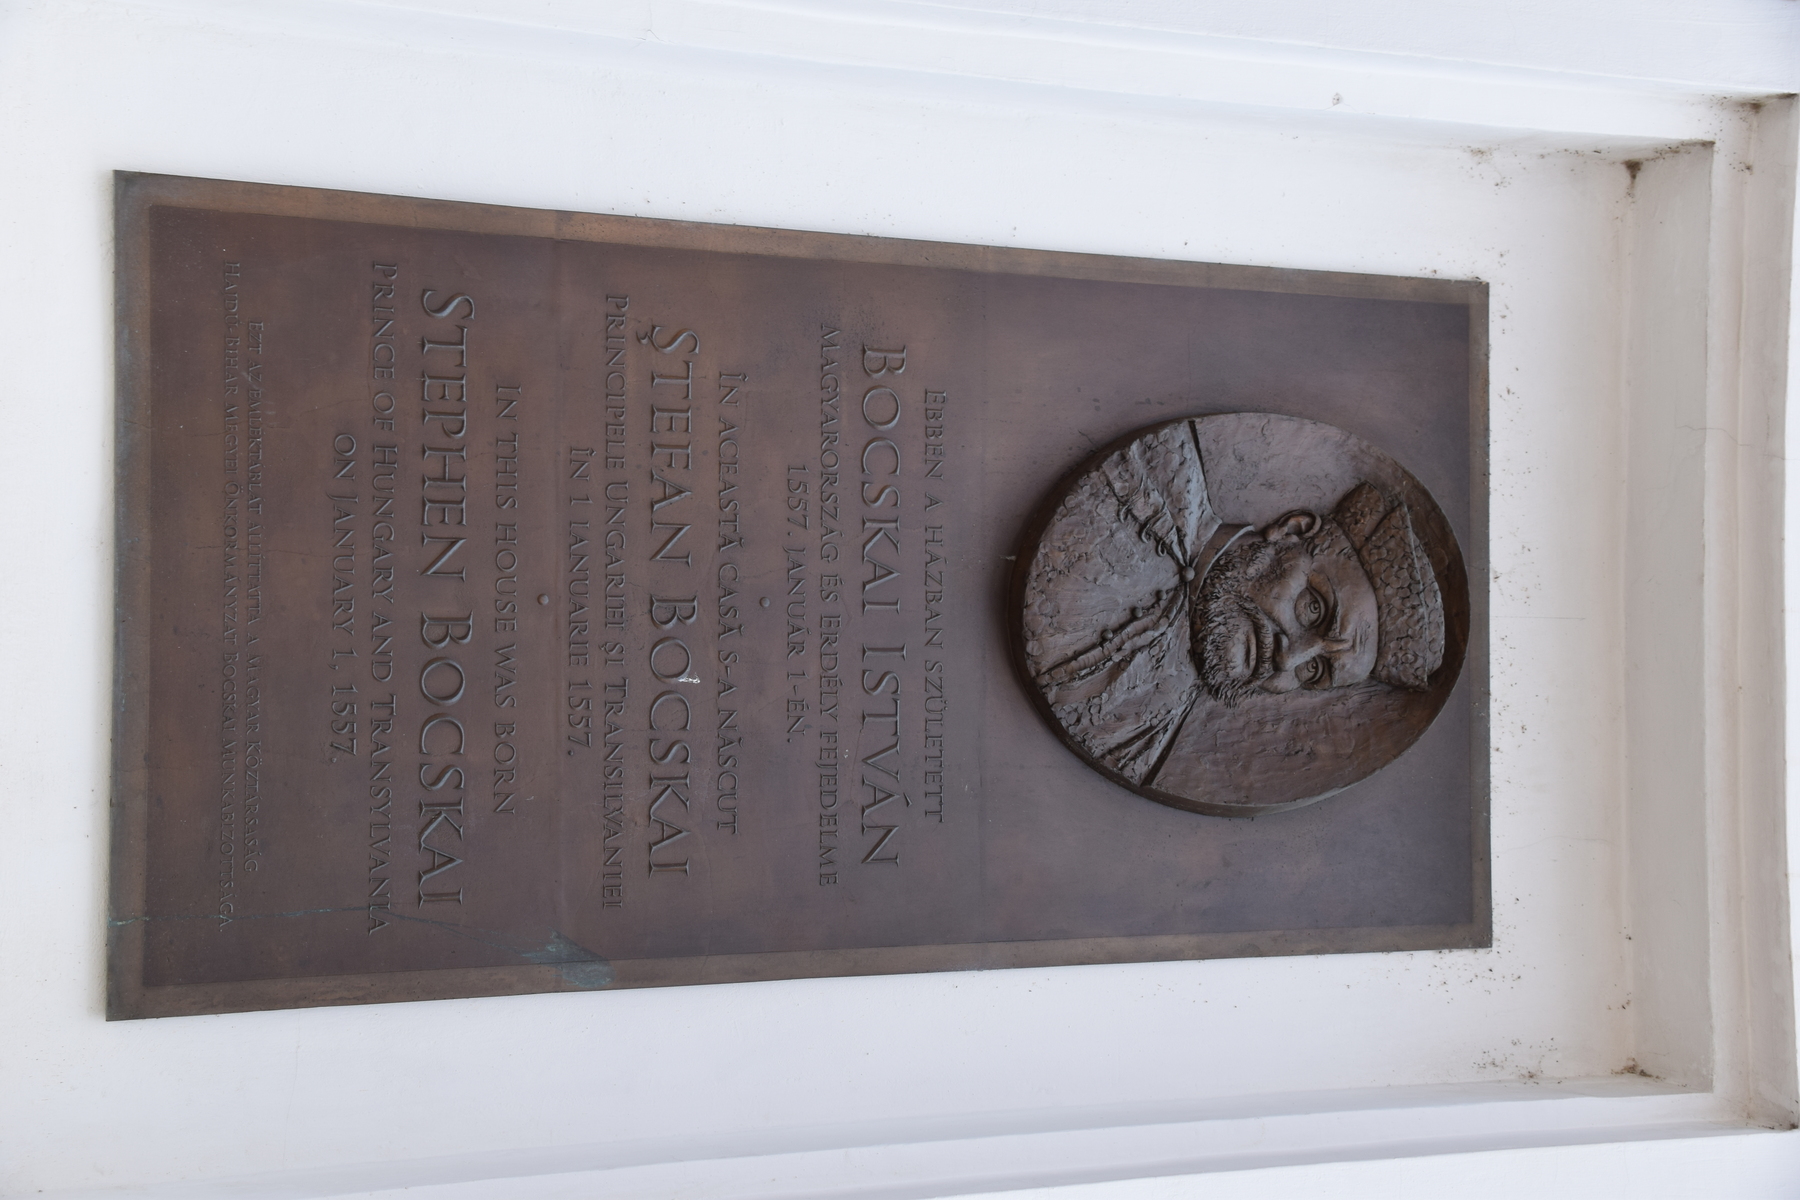 EBBEN A HÁZBAN SZÜLETETT
BOCSKAI ISTVÁN
MAGYARORSZÁG ÉS ERDÉLY FEJEDELME
1557. JANUÁR 1-ÉN.
ÎN ACEASTĂ CASĂ S-A NĂSCUT
ŞTEFAN BOCSKAI
PRINCIPELE UNGARIEI ŞI TRANSILVANIEI
ÎN 1 IANUARIE 1557.
IN THIS HOUSE WAS BORN
STEPHEN BOCSKAI
PRINCE OF HUNGARY AND TRANSYLVANIA
ON JANUARY 1, 1557.
EZT AZ EMLÉKTÁBLÁT ÁLLÍTTATTA A MAGYAR KÖZTÁRSASÁG
HAJDÚ-BIHAR MEGYEI ÖNKORMÁNYZAT BOCSKAI MUNKABIZOTTSÁGA